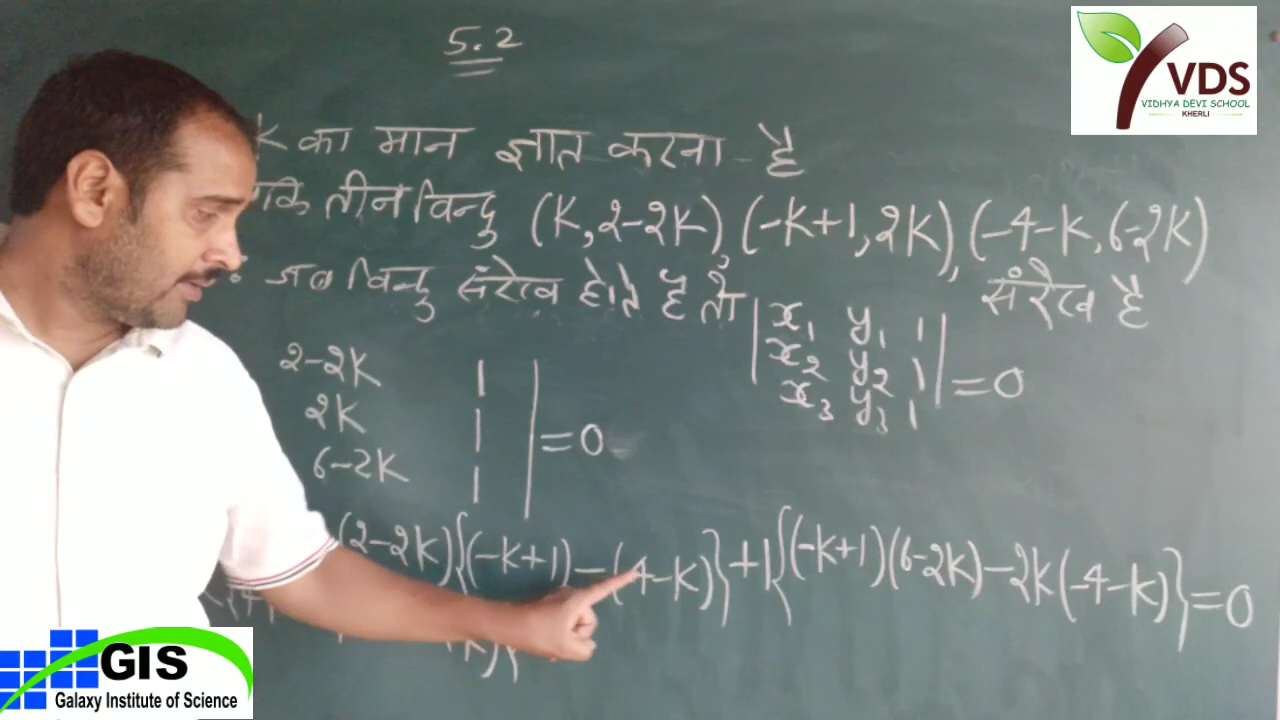 5.2
VDS
VIDHYA DEVI SCHOOL
KHERLI
K का मान ज्ञात करना है
कि तीन बिन्दु (K, 2-2K), (-K+1, 2K), (-4-K, 6-2K)
संरेख है
: जब बिन्दु संरेख होते है तो | x₁ y₁ 1 |
| x₂ y₂ 1 | = 0
x₃ y₃ 1
2-2K 1
2K 1 | = 0
6-2K 1
(2-2K){(-K+1)-(4-K)}+1{(-K+1)(6-2K)-2K(-4-K)}=0
GIS
Galaxy Institute of Science